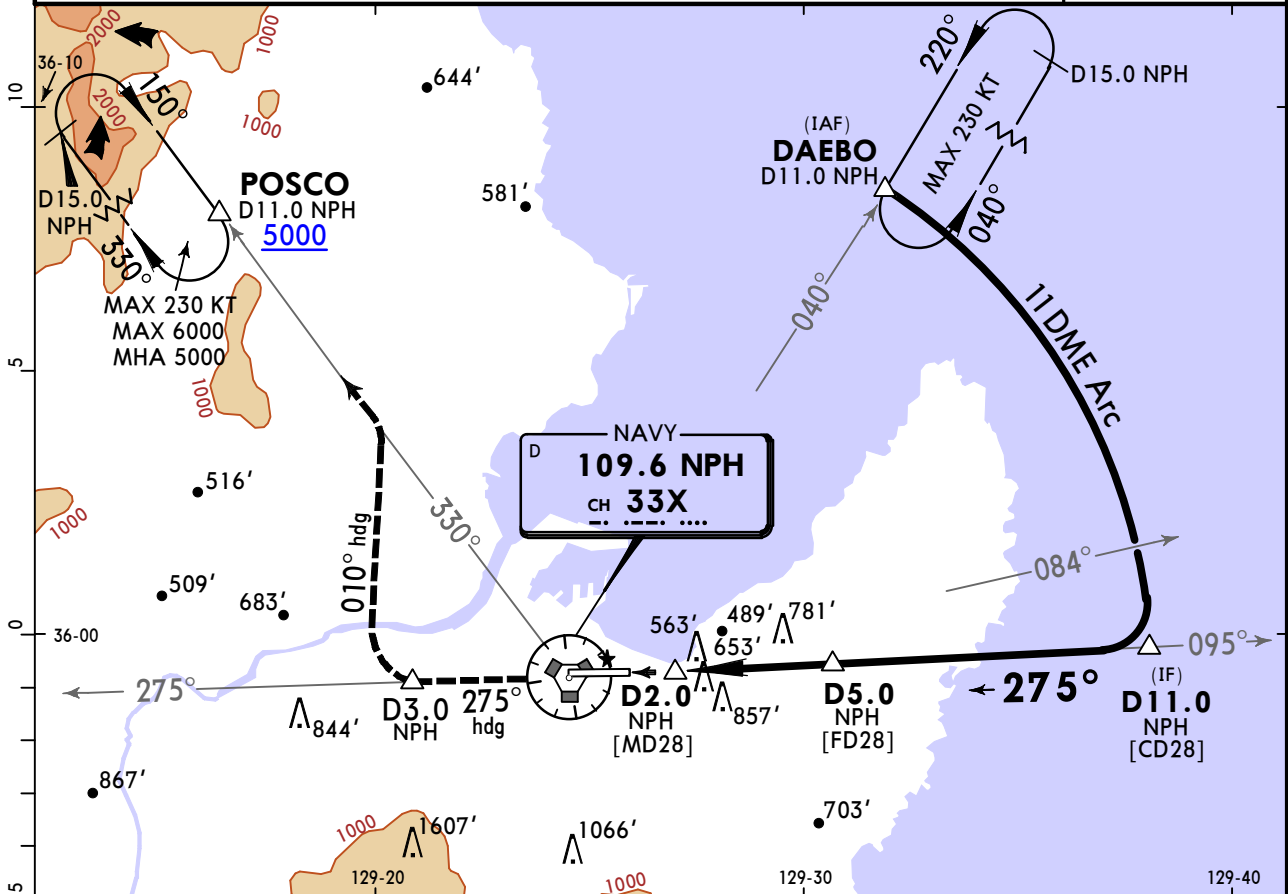 2000
1000
36-10
150°
2000
1000
644'
220°
D15.0 NPH
MAX 230 KT
10
(IAF)
DAEBO
D11.0 NPH
040°
040°
POSCO
D11.0 NPH
5000
581'
D15.0
NPH
330°
MAX 230 KT
MAX 6000
MHA 5000
11 DME Arc
5
1000
NAVY
D
109.6 NPH
CH 33X
516'
330°
1000
010° hdg
084°
509'
683'
563'
489'
781'
653'
0
36-00
095°
275°
275°
hdg
D3.0
NPH
844'
D2.0
NPH
[MD28]
857'
D5.0
NPH
[FD28]
275°
(IF)
D11.0
NPH
[CD28]
867'
703'
1000
1607'
1066'
5
129-20
1000
129-30
129-40